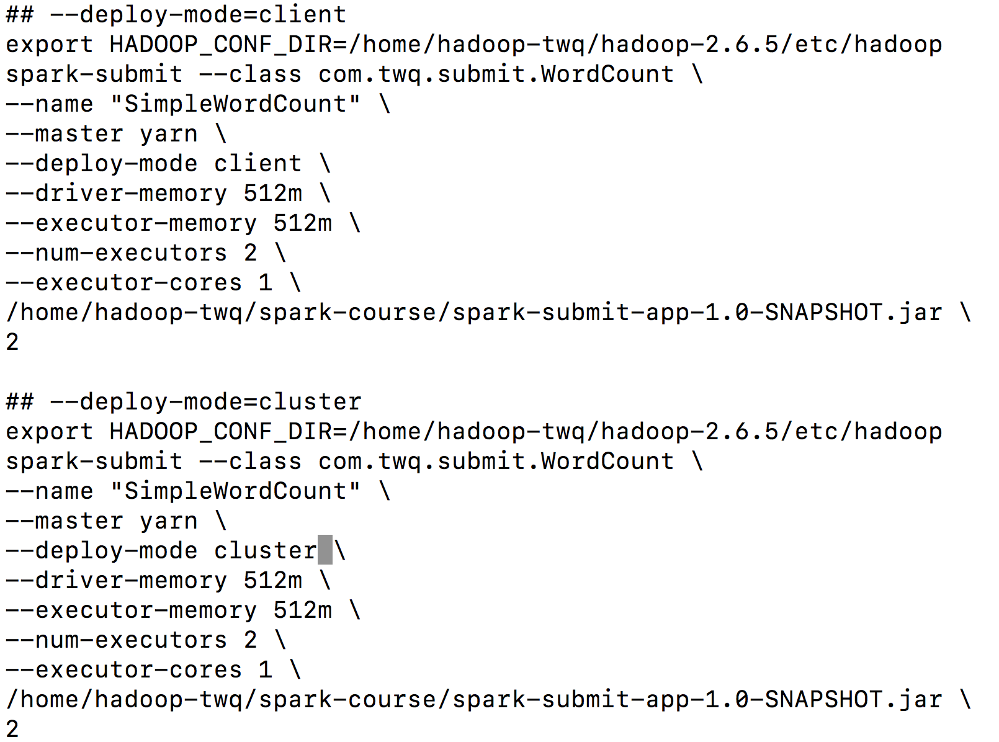 ## --deploy-mode=client
export HADOOP_CONF_DIR=/home/hadoop-twq/hadoop-2.6.5/etc/hadoop
spark-submit --class com.twq.submit.WordCount \
--name "SimpleWordCount" \
--master yarn \
--deploy-mode client \
--driver-memory 512m \
--executor-memory 512m \
--num-executors 2 \
--executor-cores 1 \
/home/hadoop-twq/spark-course/spark-submit-app-1.0-SNAPSHOT.jar \
2

## --deploy-mode=cluster
export HADOOP_CONF_DIR=/home/hadoop-twq/hadoop-2.6.5/etc/hadoop
spark-submit --class com.twq.submit.WordCount \
--name "SimpleWordCount" \
--master yarn \
--deploy-mode cluster \
--driver-memory 512m \
--executor-memory 512m \
--num-executors 2 \
--executor-cores 1 \
/home/hadoop-twq/spark-course/spark-submit-app-1.0-SNAPSHOT.jar \
2